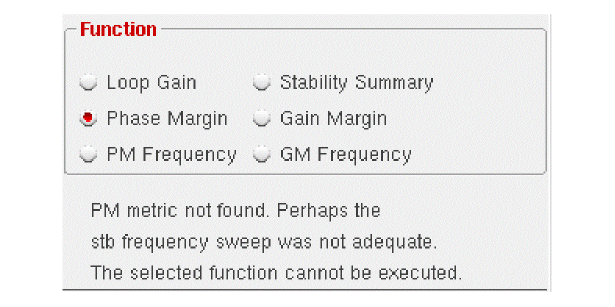 Function
Loop Gain Stability Summary
Phase Margin Gain Margin
PM Frequency GM Frequency
PM metric not found. Perhaps the
stb frequency sweep was not adequate.
The selected function cannot be executed.